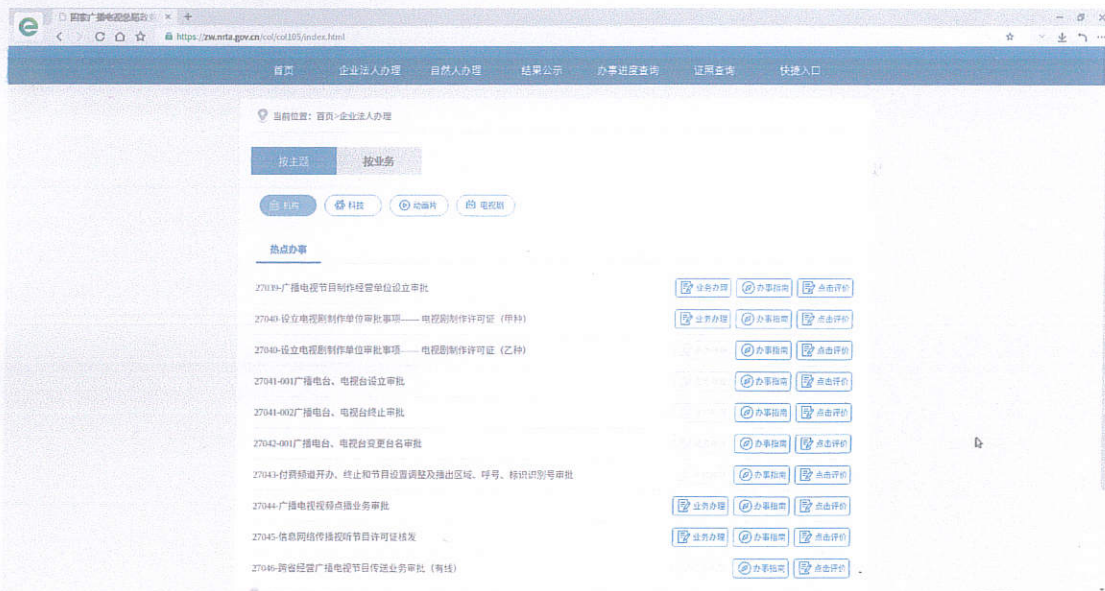 国家广播电视总局政务
https://zw.nrta.gov.cn/col/col105/index.html
首页 企业法人办理 自然人办理 结果公示 办事进度查询 证照查询 快捷入口
当前位置：首页>企业法人办理
按主题 按业务
机构 科技 动画片 电视剧
热点办事
27039-广播电视节目制作经营单位设立审批 业务办理 办事指南 点击评价
27040-设立电视剧制作单位审批事项——电视剧制作许可证（甲种） 业务办理 办事指南 点击评价
27040-设立电视剧制作单位审批事项——电视剧制作许可证（乙种） 办事指南 点击评价
27041-001广播电台、电视台设立审批 办事指南 点击评价
27041-002广播电台、电视台终止审批 办事指南 点击评价
27042-001广播电台、电视台变更台名审批 办事指南 点击评价
27043-付费频道开办、终止和节目设置调整及播出区域、呼号、标识识别号审批 办事指南 点击评价
27044-广播电视视频点播业务审批 业务办理 办事指南 点击评价
27045-信息网络传播视听节目许可证核发 业务办理 办事指南 点击评价
27046-跨省经营广播电视节目传送业务审批（有线） 办事指南 点击评价